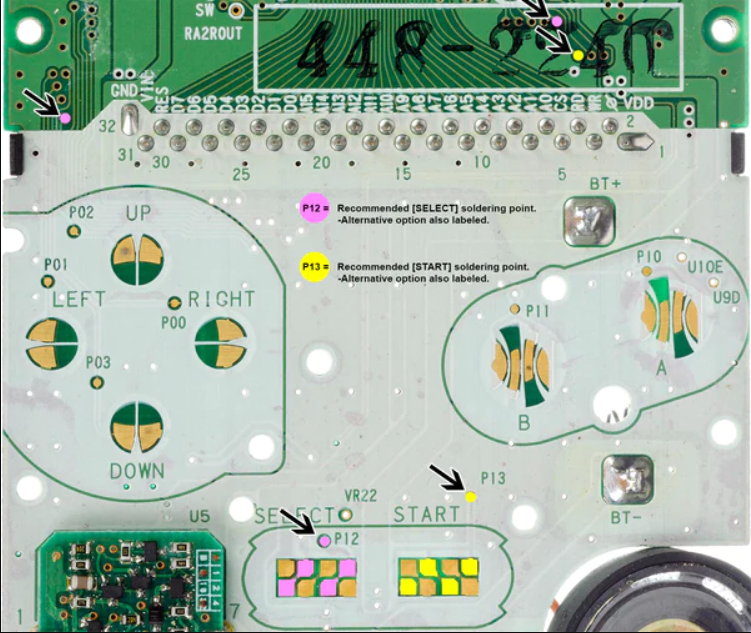 SW
RA2ROUT
GND
VIN
RES
D7
D6
D5
D4
D3
D2
D1
D0
A15
A14
A13
A12
A11
A10
A9
A8
A7
A6
A5
A4
A3
A2
A1
A0
CS
RD
WR
Ø
VDD
32
2
31
30
25
20
15
10
5
1
BT+
P02
UP
P12 = Recommended [SELECT] soldering point.
-Alternative option also labeled.
P01
P13 = Recommended [START] soldering point.
-Alternative option also labeled.
P10
U10E
LEFT
RIGHT
U9D
P00
P11
P03
A
B
DOWN
P13
VR22
U5
SELECT
START
BT-
P12
1
7